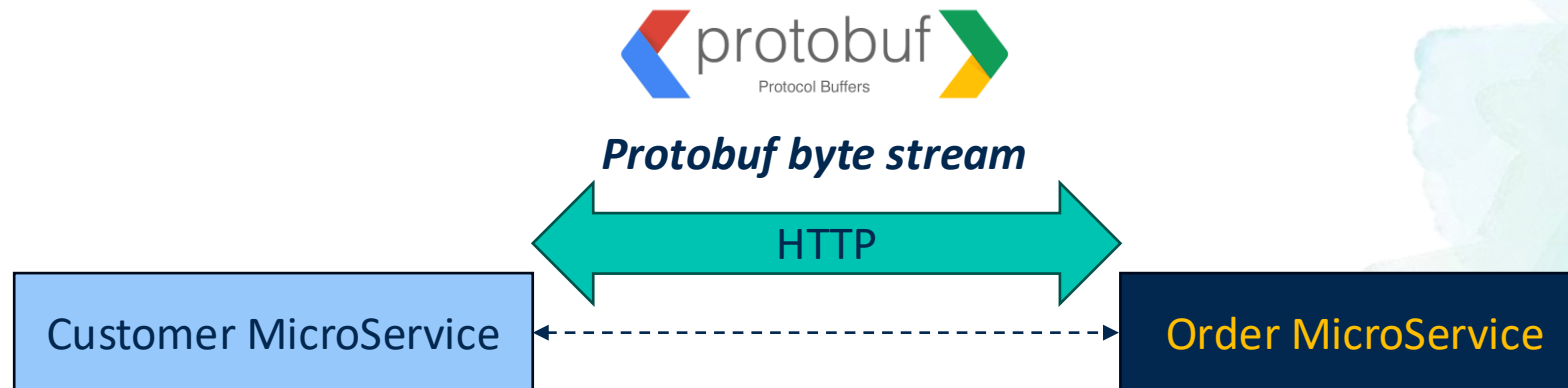 protobuf
Protocol Buffers
Protobuf byte stream
HTTP
Customer MicroService
Order MicroService